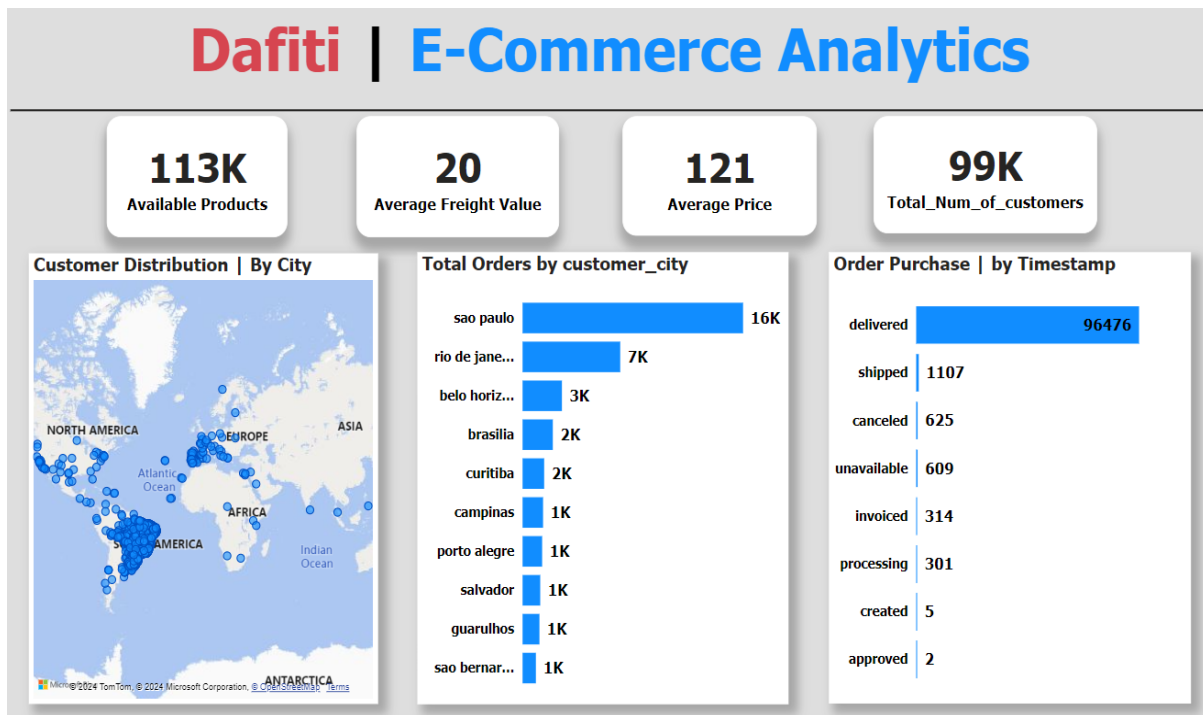 Dafiti | E-Commerce Analytics
113K
Available Products
20
Average Freight Value
121
Average Price
99K
Total_Num_of_customers
Customer Distribution | By City
NORTH AMERICA
EUROPE
ASIA
Atlantic
Ocean
AFRICA
AMERICA
Indian
Ocean
ANTARCTICA
© 2024 TomTom, © 2024 Microsoft Corporation, © OpenStreetMap Terms
Total Orders by customer_city
sao paulo 16K
rio de jane... 7K
belo horiz... 3K
brasilia 2K
curitiba 2K
campinas 1K
porto alegre 1K
salvador 1K
guarulhos 1K
sao bernar... 1K
Order Purchase | by Timestamp
delivered 96476
shipped 1107
canceled 625
unavailable 609
invoiced 314
processing 301
created 5
approved 2